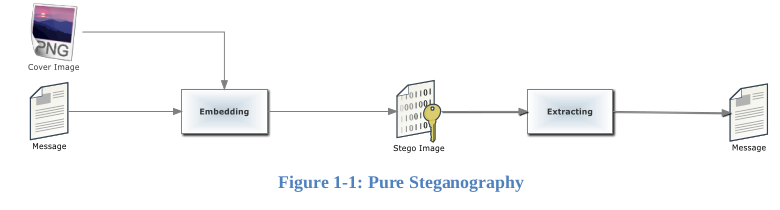 PNG
Cover Image
Message
Embedding
Stego Image
Extracting
Message
Figure 1-1: Pure Steganography